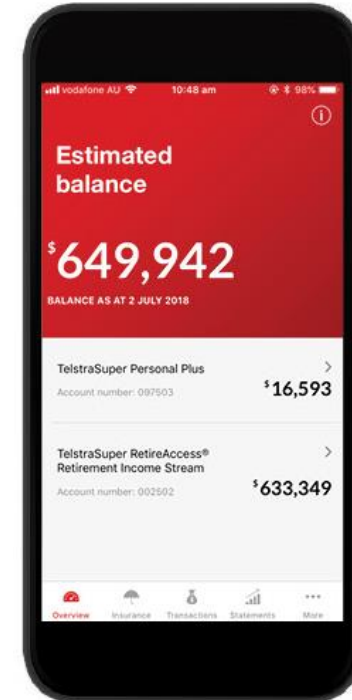 vodafone AU 10:48 am 98%
Estimated
balance
$649,942
BALANCE AS AT 2 JULY 2018
TelstraSuper Personal Plus
Account number: 097503
$16,593
TelstraSuper RetireAccess®
Retirement Income Stream
Account number: 002502
$633,349
Overview Insurance Transactions Statements More